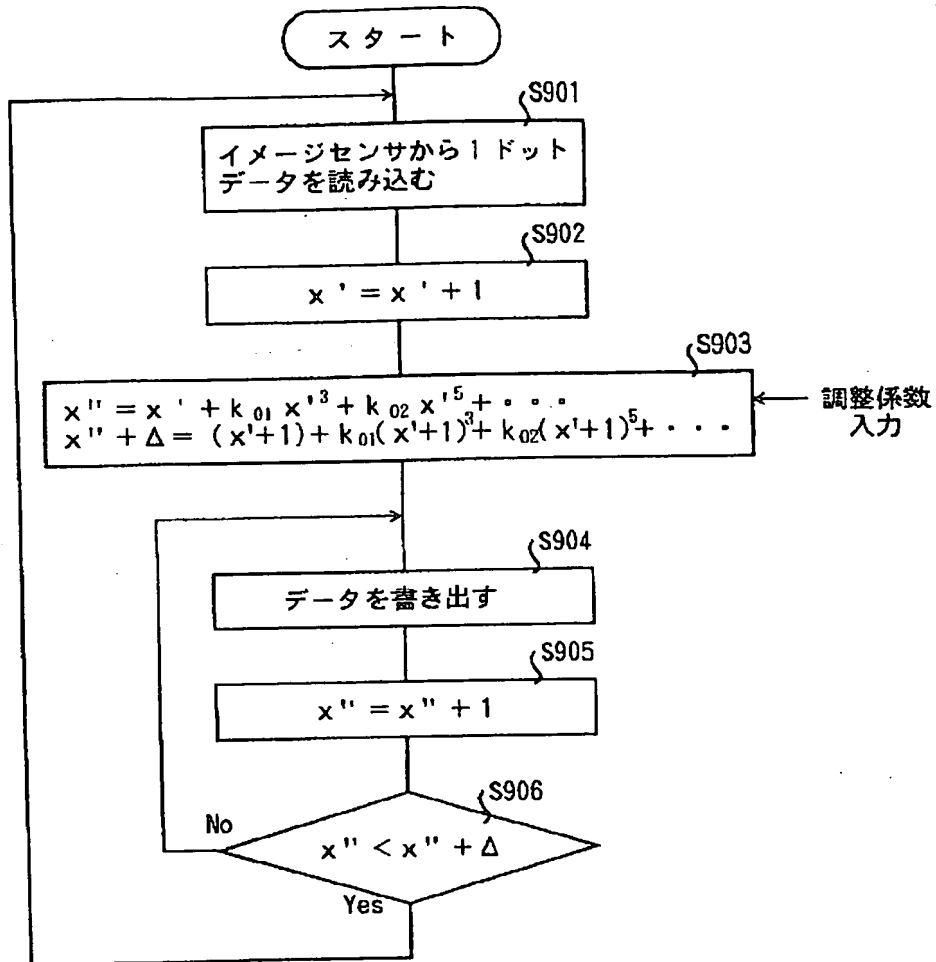 スタート
S901
イメージセンサから1ドット
データを読み込む
S902
x' = x' + 1
S903
x'' = x' + k₀₁ x'³ + k₀₂ x'⁵ + ・・・
x'' + Δ = (x'+1) + k₀₁(x'+1)³ + k₀₂(x'+1)⁵ + ・・・
調整係数
入力
S904
データを書き出す
S905
x'' = x'' + 1
S906
No
x'' < x'' + Δ
Yes